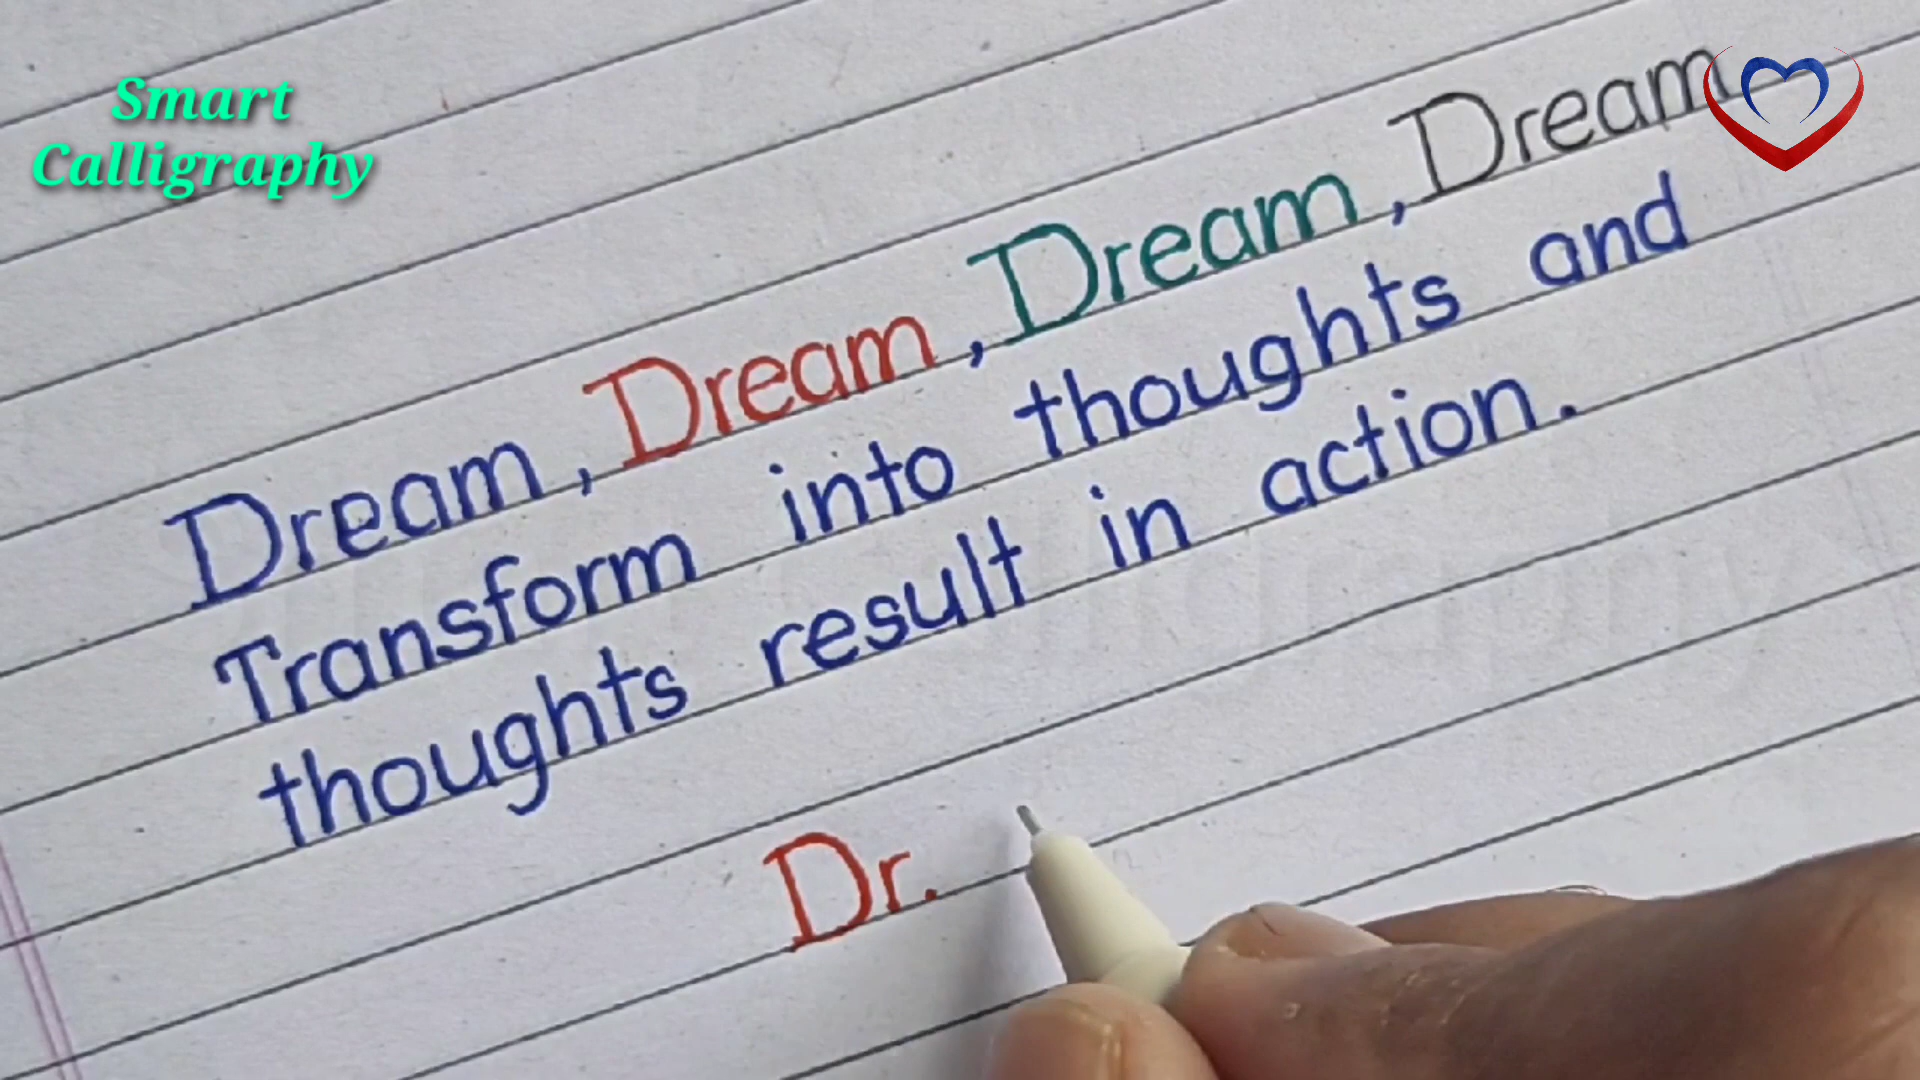 Smart
Calligraphy
Dream, Dream, Dream, Dream
Transform into thoughts and
thoughts result in action.
Dr.